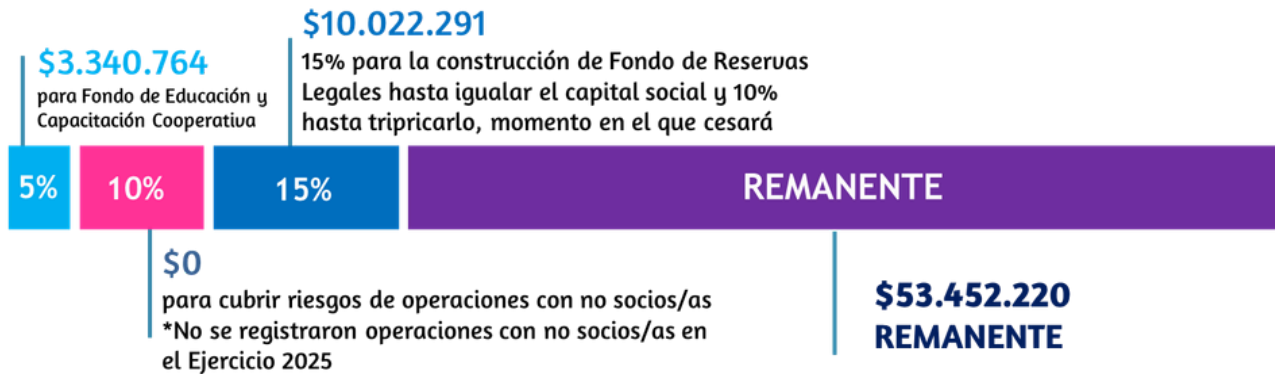 $10.022.291
15% para la construcción de Fondo de Reservas
Legales hasta igualar el capital social y 10%
hasta tripricarlo, momento en el que cesará
$3.340.764
para Fondo de Educación y
Capacitación Cooperativa
5%
10%
15%
REMANENTE
$0
para cubrir riesgos de operaciones con no socios/as
*No se registraron operaciones con no socios/as en
el Ejercicio 2025
$53.452.220
REMANENTE